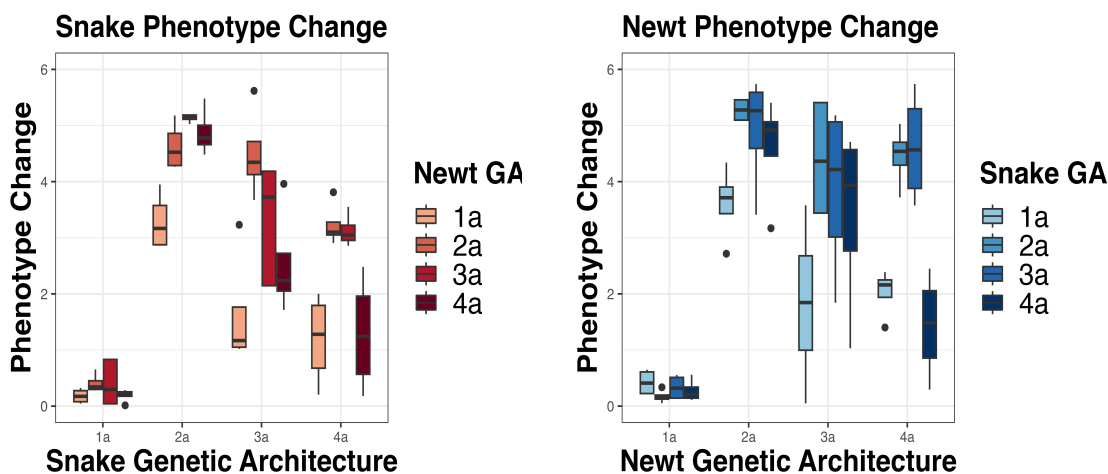 Snake Phenotype Change
Phenotype Change
6
4
2
0
1a 2a 3a 4a
Snake Genetic Architecture
Newt GA
1a
2a
3a
4a
Newt Phenotype Change
Phenotype Change
6
4
2
0
1a 2a 3a 4a
Newt Genetic Architecture
Snake GA
1a
2a
3a
4a